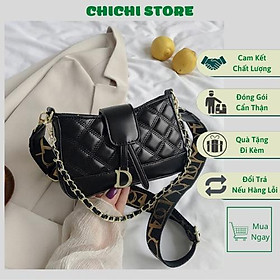 CHICHI STORE
Cam Kết
Chất Lượng
Đóng Gói
Cẩn Thận
Quà Tặng
Đi Kèm
Đổi Trả
Nếu Hàng Lỗi
Mua
Ngay
D